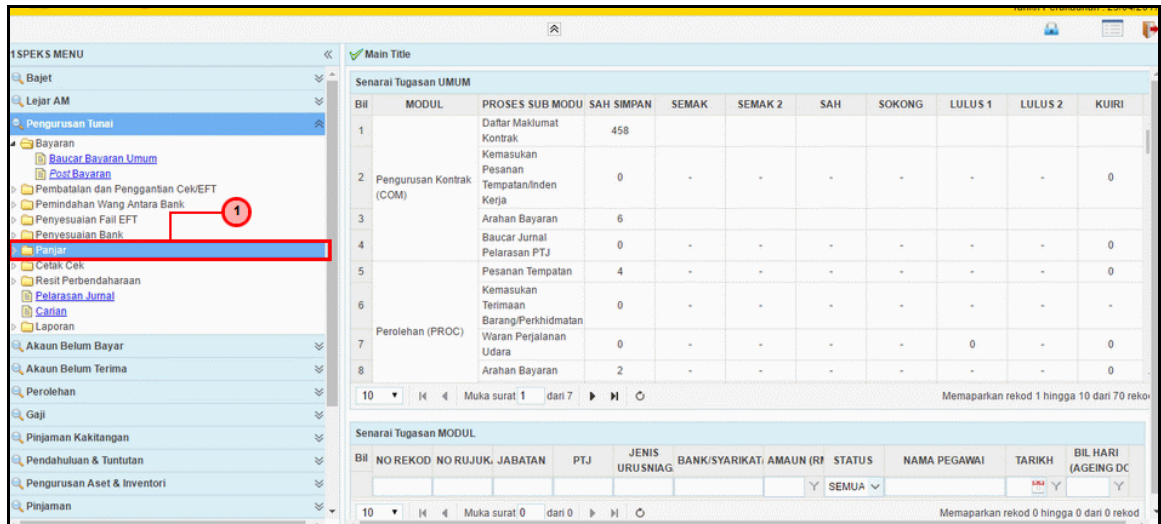 1SPEKS MENU
Main Title
Bajet
Lejar AM
Pengurusan Tunai
Bayaran
Baucar Bayaran Umum
Post Bayaran
Pembatalan dan Penggantian Cek/EFT
Pemindahan Wang Antara Bank
Penyesuaian Fail EFT
Penyesuaian Bank
1
Panjar
Cetak Cek
Resit Perbendaharaan
Pelarasan Jurnal
Carian
Laporan
Akaun Belum Bayar
Akaun Belum Terima
Perolehan
Gaji
Pinjaman Kakitangan
Pendahuluan & Tuntutan
Pengurusan Aset & Inventori
Pinjaman
Senarai Tugasan UMUM
Bil MODUL PROSES SUB MODU SAH SIMPAN SEMAK SEMAK 2 SAH SOKONG LULUS 1 LULUS 2 KUIRI
1 Daftar Maklumat Kontrak 458
2 Pengurusan Kontrak (COM) Kemasukan Pesanan Tempatan/Inden Kerja 0 - - - - - - 0
3 Arahan Bayaran 6
4 Baucar Jurnal Pelarasan PTJ 0 - - - - - - 0
5 Pesanan Tempatan 4 - - - - - - 0
6 Kemasukan Terimaan Barang/Perkhidmatan 0 - - - - - - -
7 Perolehan (PROC) Waran Perjalanan Udara 0 - - - - 0 - 0
8 Arahan Bayaran 2 - - - - - - 0
10 Muka surat 1 dari 7 Memaparkan rekod 1 hingga 10 dari 70 reko
Senarai Tugasan MODUL
Bil NO REKOD NO RUJUK JABATAN PTJ JENIS URUSNIAG BANK/SYARIKAT AMAUN (RM STATUS NAMA PEGAWAI TARIKH BIL HARI (AGEING DO
SEMUA
10 Muka surat 0 dari 0 Memaparkan rekod 0 hingga 0 dari 0 rekod